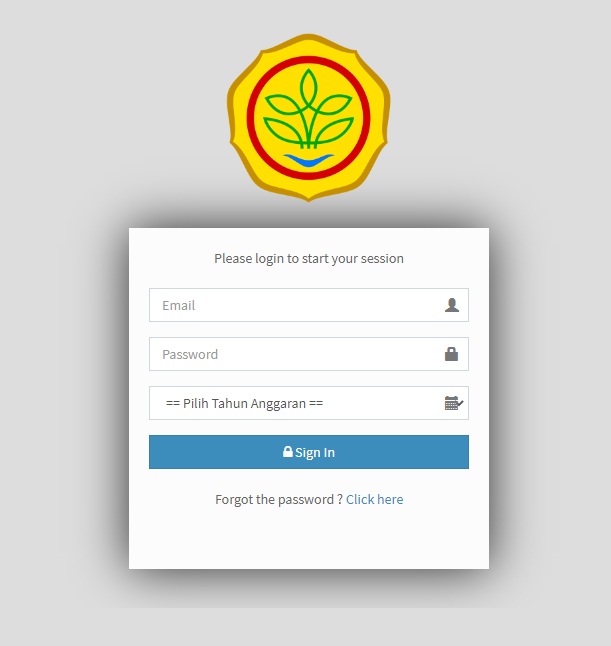 Please login to start your session
Email
Password
== Pilih Tahun Anggaran ==
Sign In
Forgot the password ? Click here